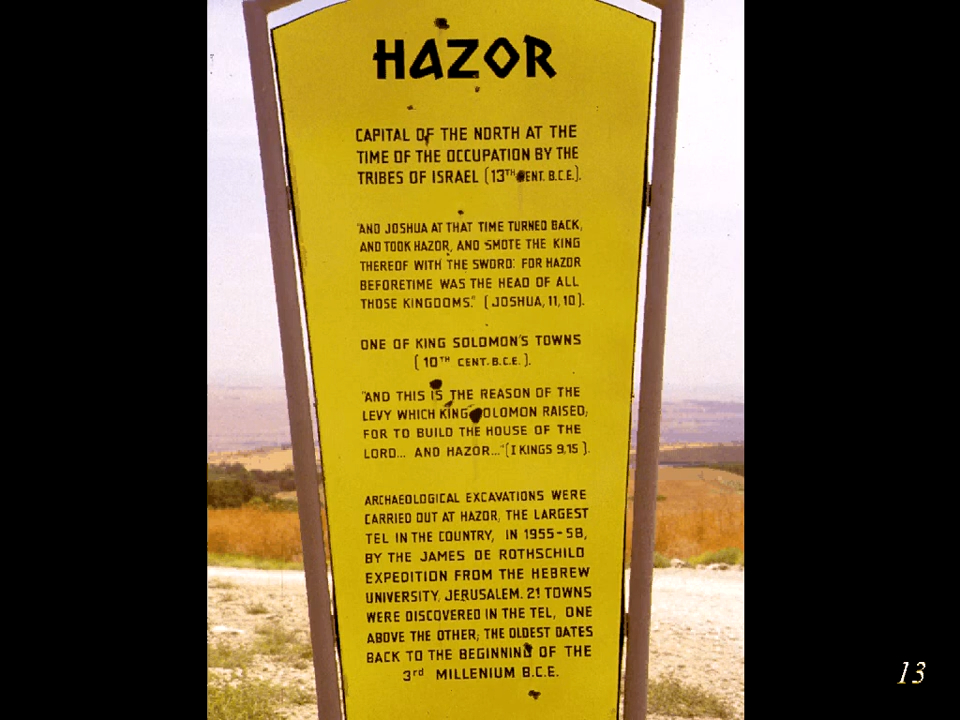 HAZOR
CAPITAL OF THE NORTH AT THE
TIME OF THE OCCUPATION BY THE
TRIBES OF ISRAEL (13TH CENT. B.C.E.).
"AND JOSHUA AT THAT TIME TURNED BACK,
AND TOOK HAZOR, AND SMOTE THE KING
THEREOF WITH THE SWORD: FOR HAZOR
BEFORETIME WAS THE HEAD OF ALL
THOSE KINGDOMS." (JOSHUA, 11, 10).
ONE OF KING SOLOMON'S TOWNS
(10TH CENT. B.C.E.).
"AND THIS IS THE REASON OF THE
LEVY WHICH KING SOLOMON RAISED;
FOR TO BUILD THE HOUSE OF THE
LORD... AND HAZOR..." (I KINGS 9,15).
ARCHAEOLOGICAL EXCAVATIONS WERE
CARRIED OUT AT HAZOR, THE LARGEST
TEL IN THE COUNTRY, IN 1955-58,
BY THE JAMES DE ROTHSCHILD
EXPEDITION FROM THE HEBREW
UNIVERSITY, JERUSALEM. 21 TOWNS
WERE DISCOVERED IN THE TEL, ONE
ABOVE THE OTHER; THE OLDEST DATES
BACK TO THE BEGINNING OF THE
3rd MILLENIUM B.C.E.
13